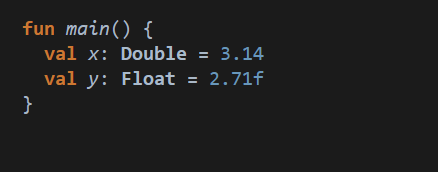 fun main() {
  val x: Double = 3.14
  val y: Float = 2.71f
}